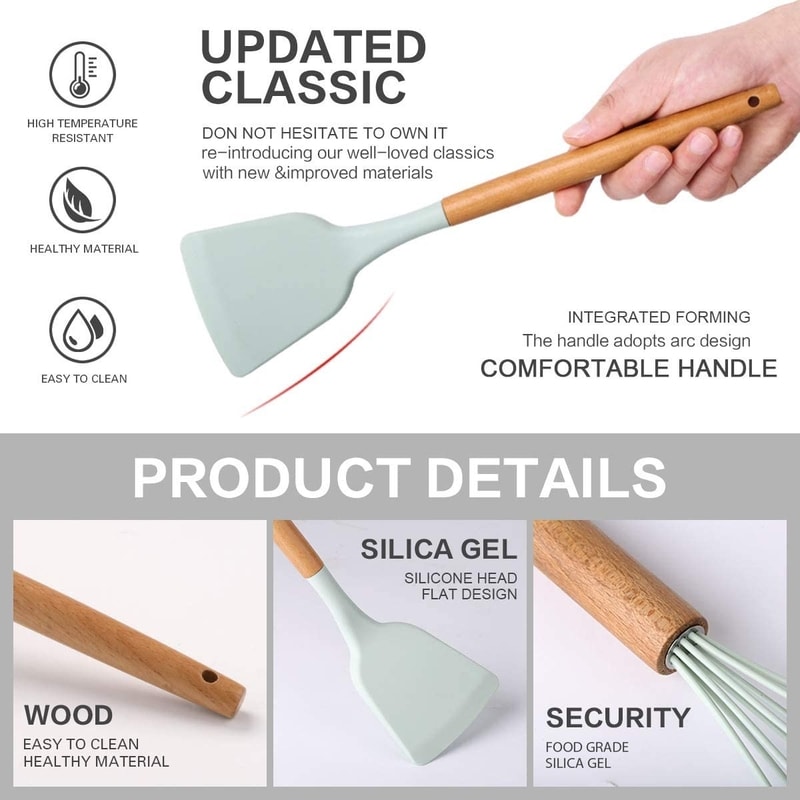 UPDATED
CLASSIC
DON NOT HESITATE TO OWN IT
re-introducing our well-loved classics
with new &improved materials
HIGH TEMPERATURE
RESISTANT
HEALTHY MATERIAL
EASY TO CLEAN
INTEGRATED FORMING
The handle adopts arc design
COMFORTABLE HANDLE
PRODUCT DETAILS
WOOD
EASY TO CLEAN
HEALTHY MATERIAL
SILICA GEL
SILICONE HEAD
FLAT DESIGN
SECURITY
FOOD GRADE
SILICA GEL